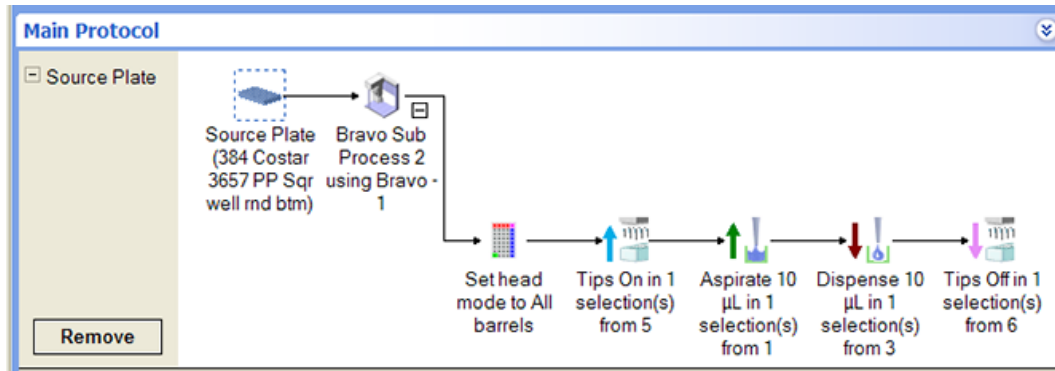 Main Protocol
Source Plate
Source Plate
(384 Costar
3657 PP Sqr
well rnd btm)
Bravo Sub
Process 2
using Bravo -
1
Set head
mode to All
barrels
Tips On in 1
selection(s)
from 5
Aspirate 10
µL in 1
selection(s)
from 1
Dispense 10
µL in 1
selection(s)
from 3
Tips Off in 1
selection(s)
from 6
Remove